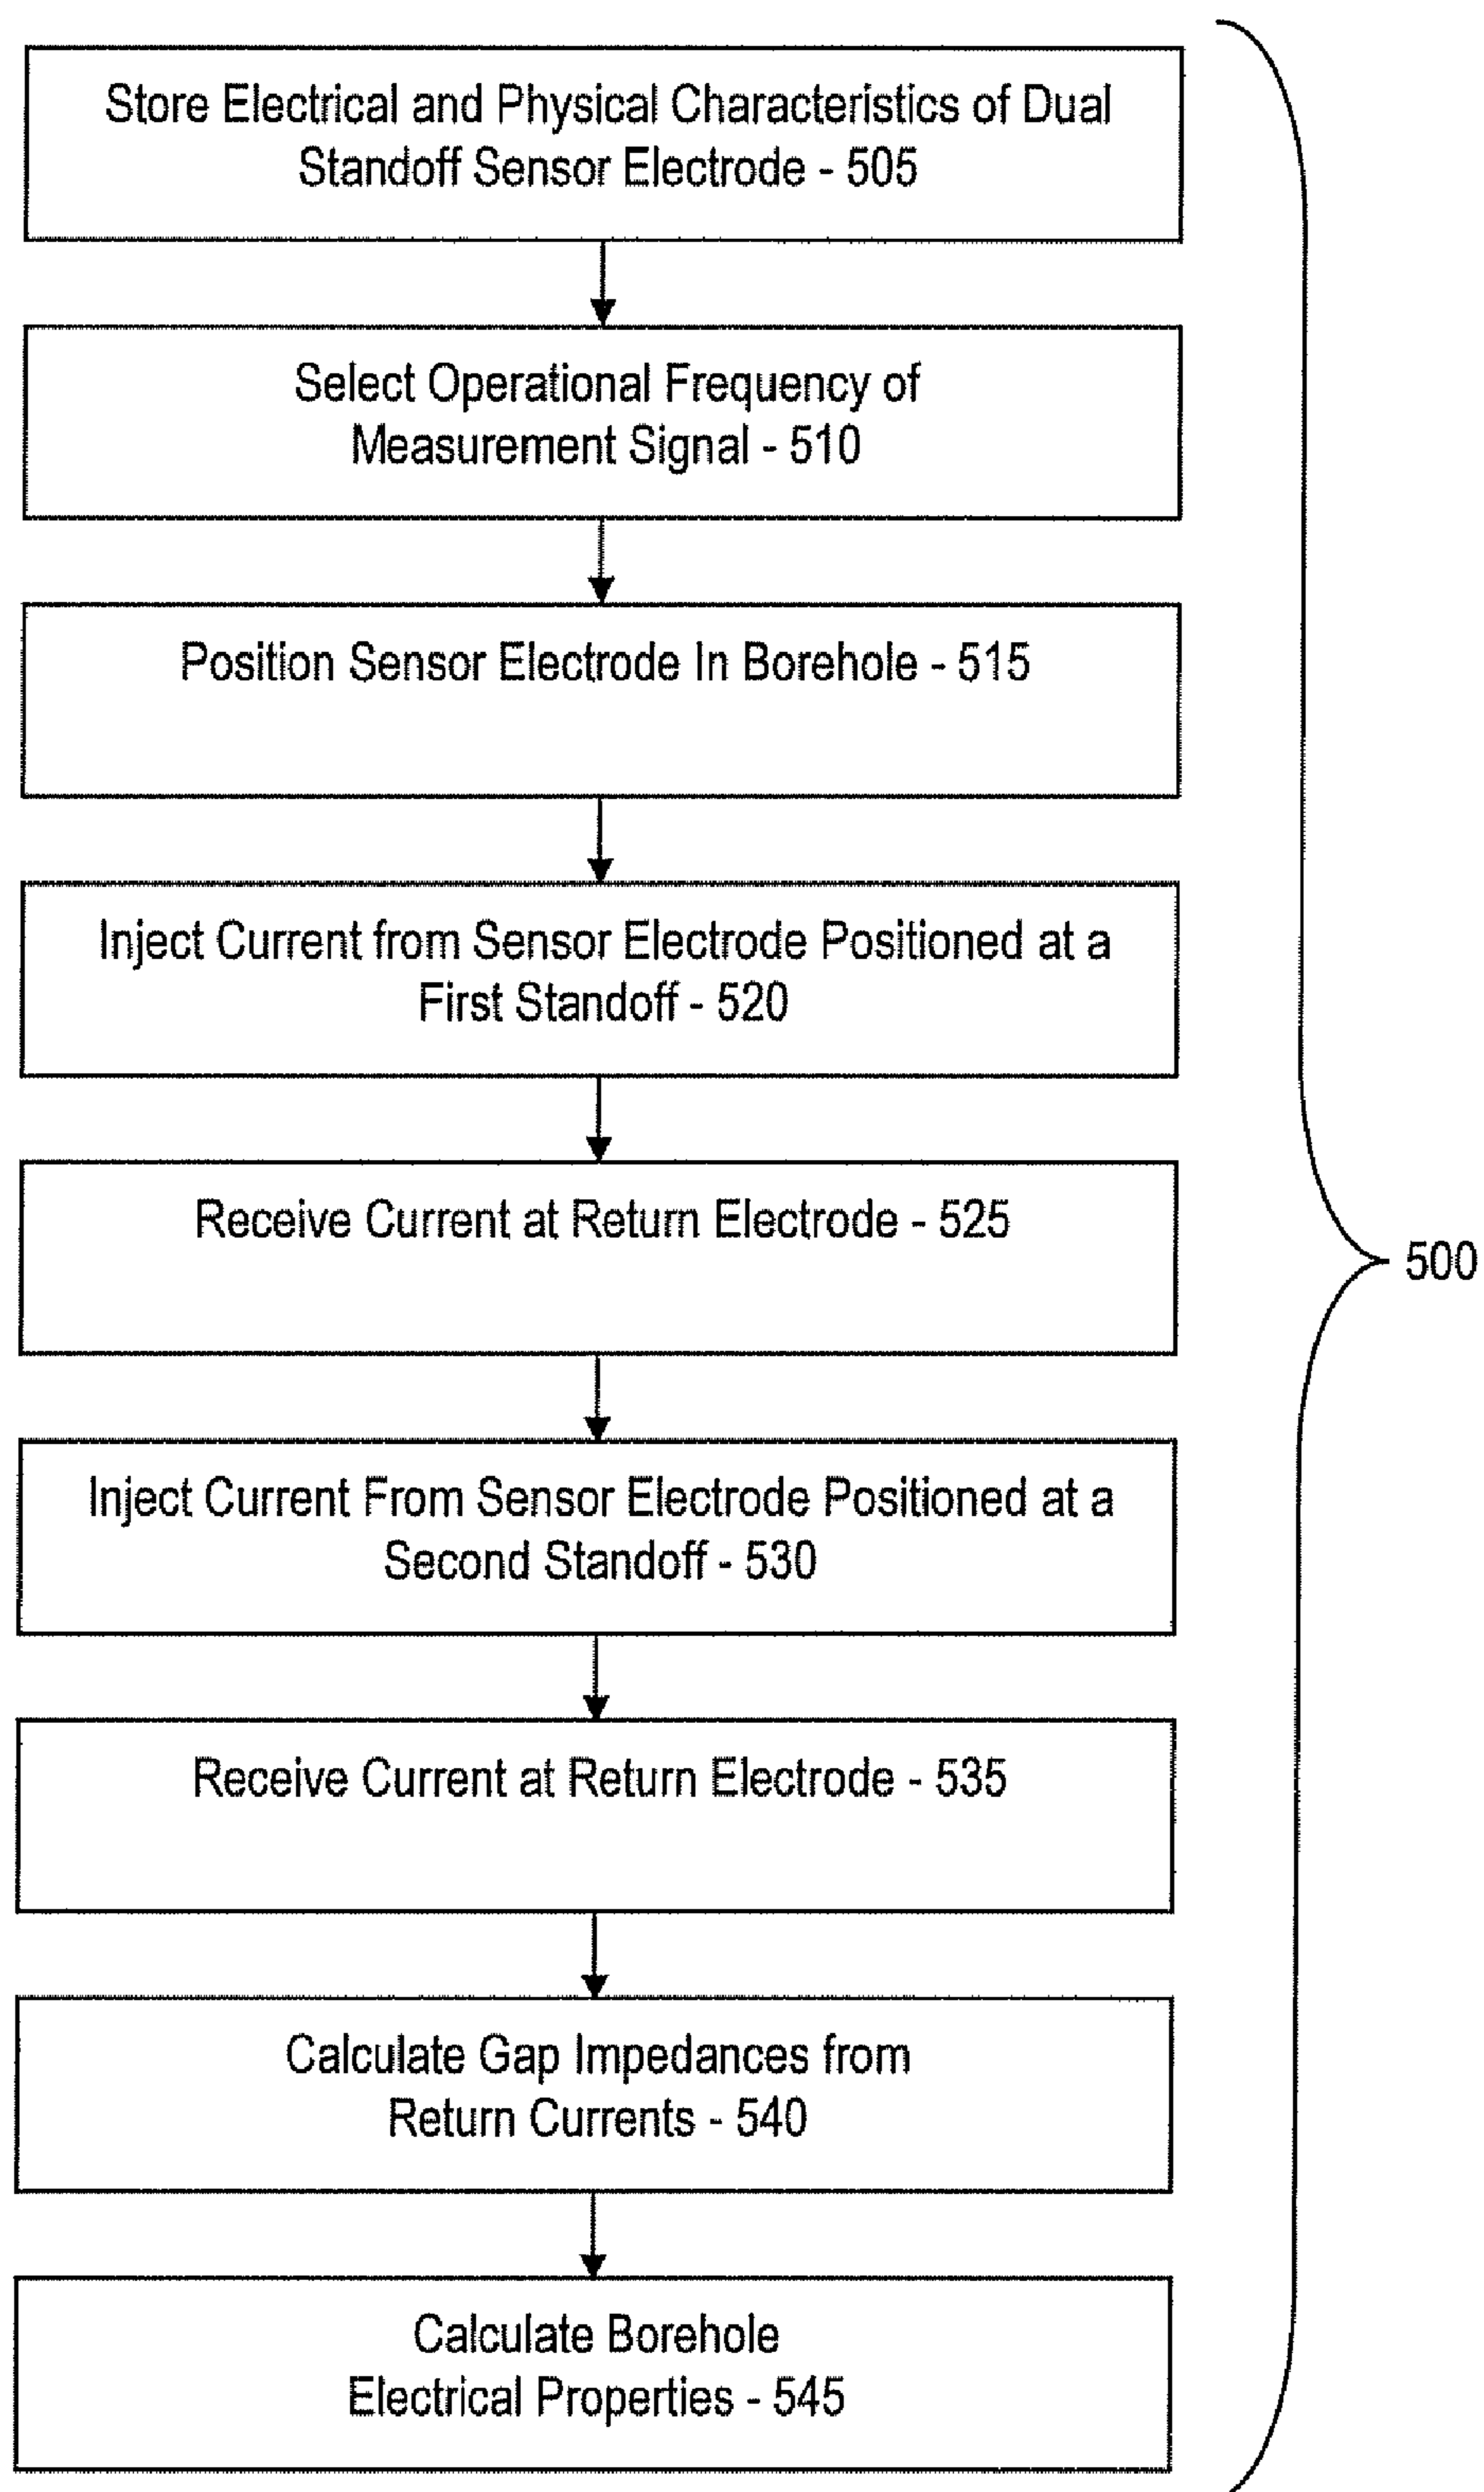 Store Electrical and Physical Characteristics of Dual
Standoff Sensor Electrode - 505
Select Operational Frequency of
Measurement Signal - 510
Position Sensor Electrode In Borehole - 515
Inject Current from Sensor Electrode Positioned at a
First Standoff - 520
Receive Current at Return Electrode - 525
500
Inject Current From Sensor Electrode Positioned at a
Second Standoff - 530
Receive Current at Return Electrode - 535
Calculate Gap Impedances from
Return Currents - 540
Calculate Borehole
Electrical Properties - 545